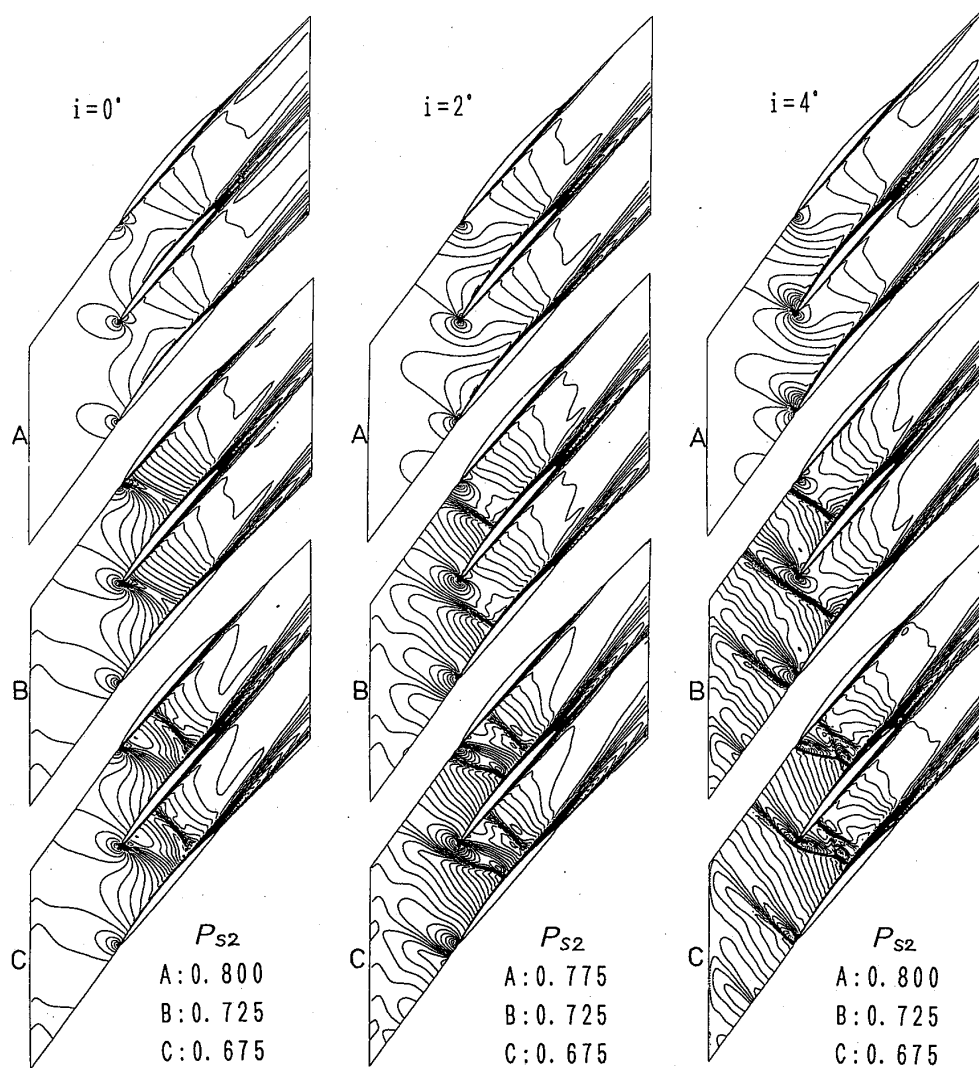 i=0°
i=2°
i=4°
A
A
A
B
B
B
C
C
C
Ps2
A:0.800
B:0.725
C:0.675
Ps2
A:0.775
B:0.725
C:0.675
Ps2
A:0.800
B:0.725
C:0.675